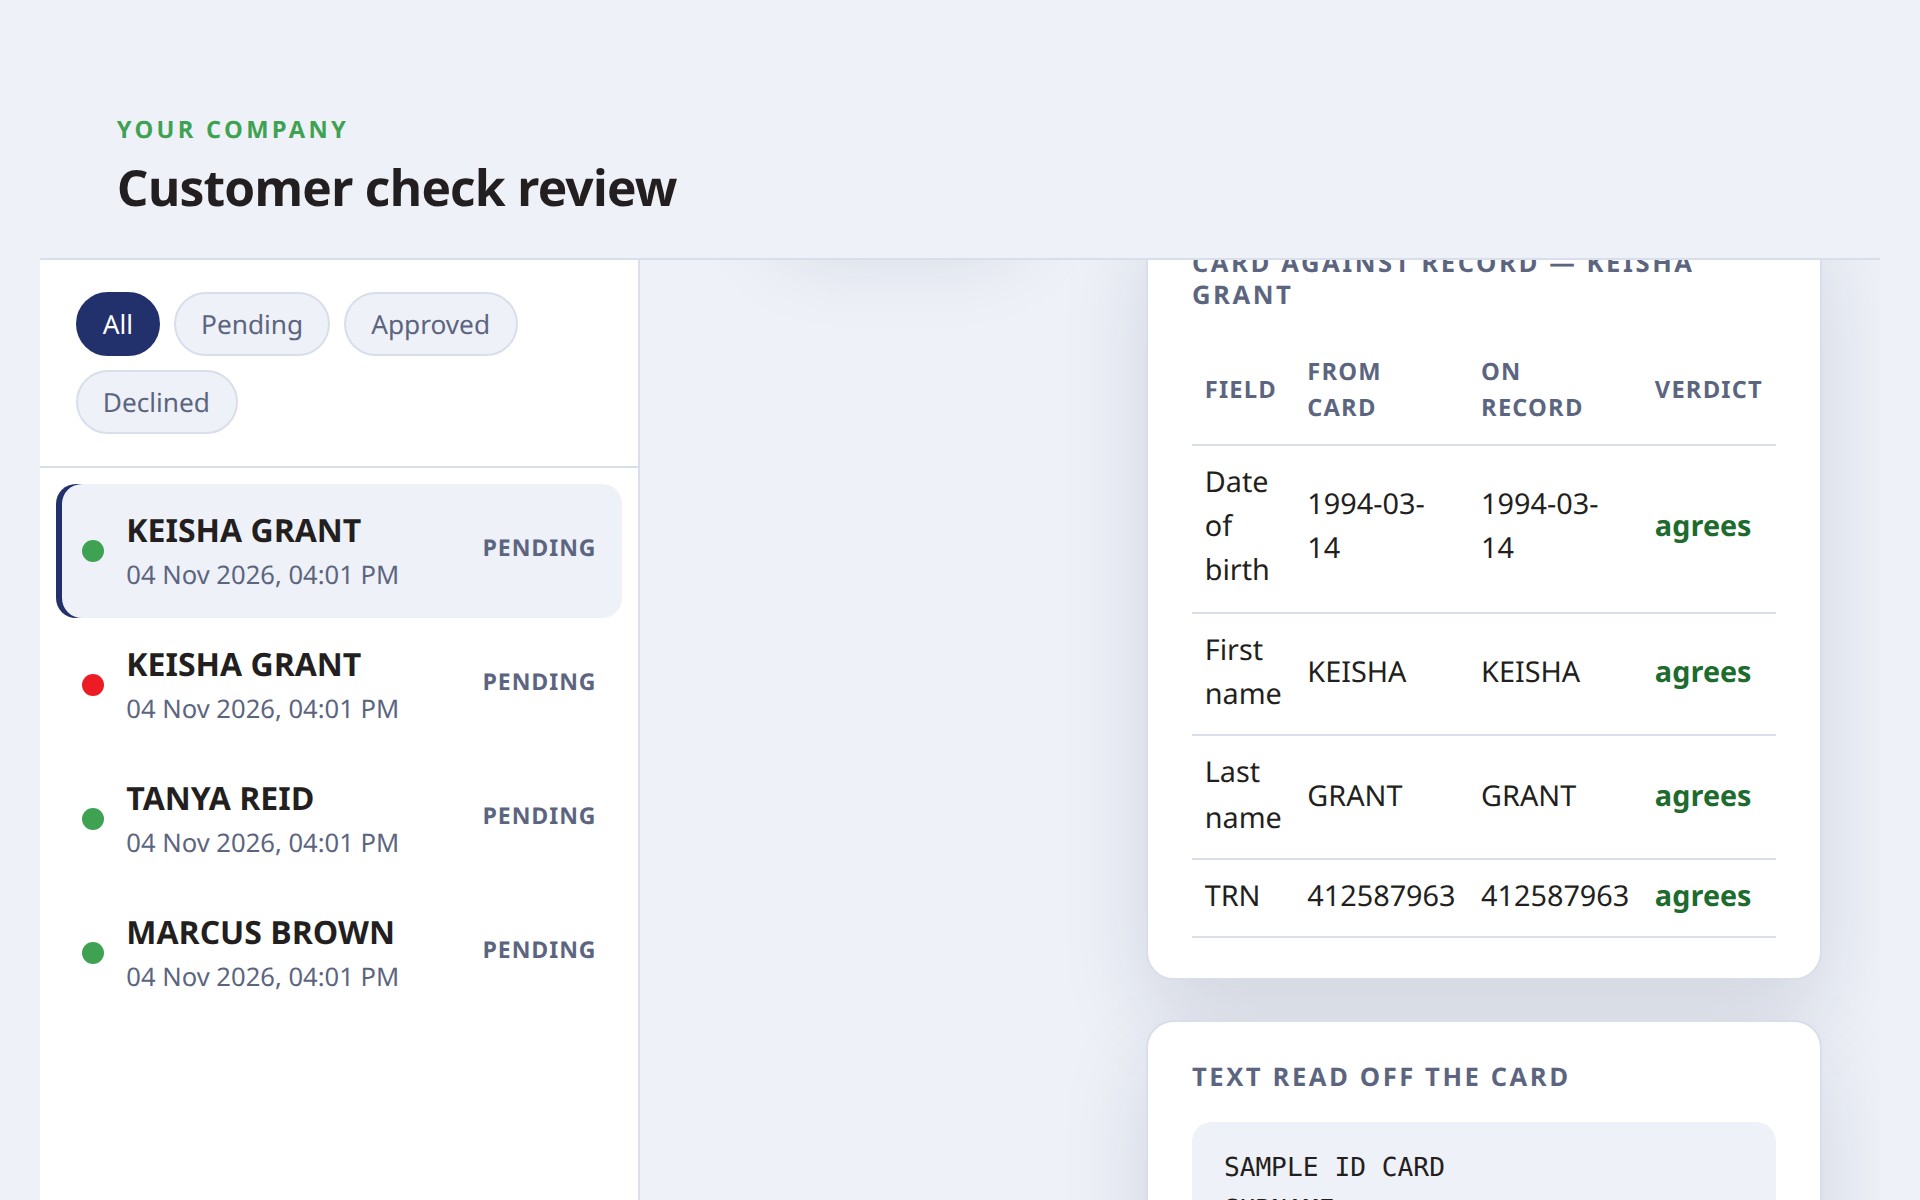 YOUR COMPANY
Customer check review
All
Pending
Approved
Declined
KEISHA GRANT
04 Nov 2026, 04:01 PM
PENDING
KEISHA GRANT
04 Nov 2026, 04:01 PM
PENDING
TANYA REID
04 Nov 2026, 04:01 PM
PENDING
MARCUS BROWN
04 Nov 2026, 04:01 PM
PENDING
CARD AGAINST RECORD — KEISHA
GRANT
FIELD FROM CARD ON RECORD VERDICT
Date of birth 1994-03-14 1994-03-14 agrees
First name KEISHA KEISHA agrees
Last name GRANT GRANT agrees
TRN 412587963 412587963 agrees
TEXT READ OFF THE CARD
SAMPLE ID CARD